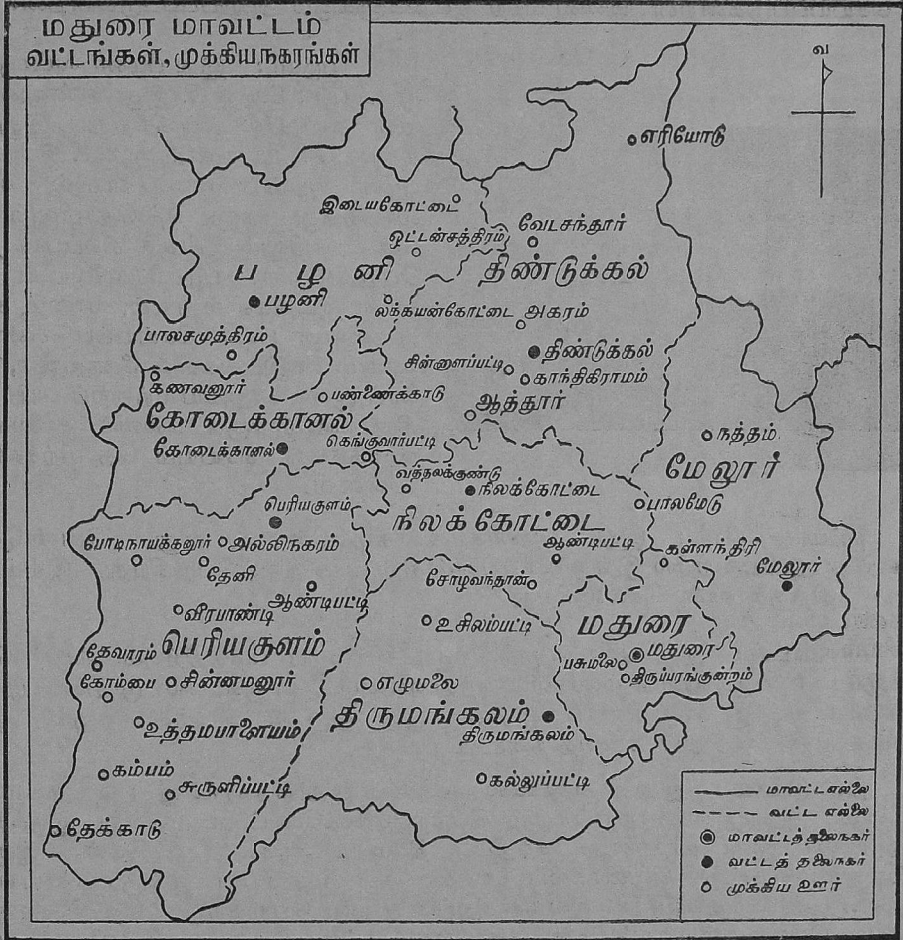 மதுரை மாவட்டம்
வட்டங்கள், முக்கியநகரங்கள்
வ
எரியோடு
இடையகோட்டை
ஒட்டன்சத்திரம்
வேடசந்தூர்
பழனி
திண்டுக்கல்
பழனி
லக்கயன்கோட்டை
அகரம்
பாலசமுத்திரம்
சின்னாளப்பட்டி
திண்டுக்கல்
காந்திகிராமம்
கணவனூர்
பண்ணைக்காடு
ஆத்தூர்
கோடைக்கானல்
கோடைக்கானல்
கெங்குவார்பட்டி
நத்தம்
மேலூர்
வத்தலக்குண்டு
நிலக்கோட்டை
பாலமேடு
பெரியகுளம்
நிலக்கோட்டை
போடிநாயக்கனூர்
அல்லிநகரம்
ஆண்டிபட்டி
கள்ளந்திரி
மேலூர்
தேனி
சோழவந்தான்
ஆண்டிபட்டி
வீரபாண்டி
உசிலம்பட்டி
மதுரை
தேவாரம்
பெரியகுளம்
பசுமலை
மதுரை
திருப்பரங்குன்றம்
கோம்பை
சின்னமனூர்
எழுமலை
திருமங்கலம்
திருமங்கலம்
உத்தமபாளையம்
கம்பம்
சுருளிப்பட்டி
கல்லுப்பட்டி
தேக்காடு
மாவட்ட எல்லை
வட்ட எல்லை
மாவட்டத் தலைநகர்
வட்டத் தலைநகர்
முக்கிய ஊர்